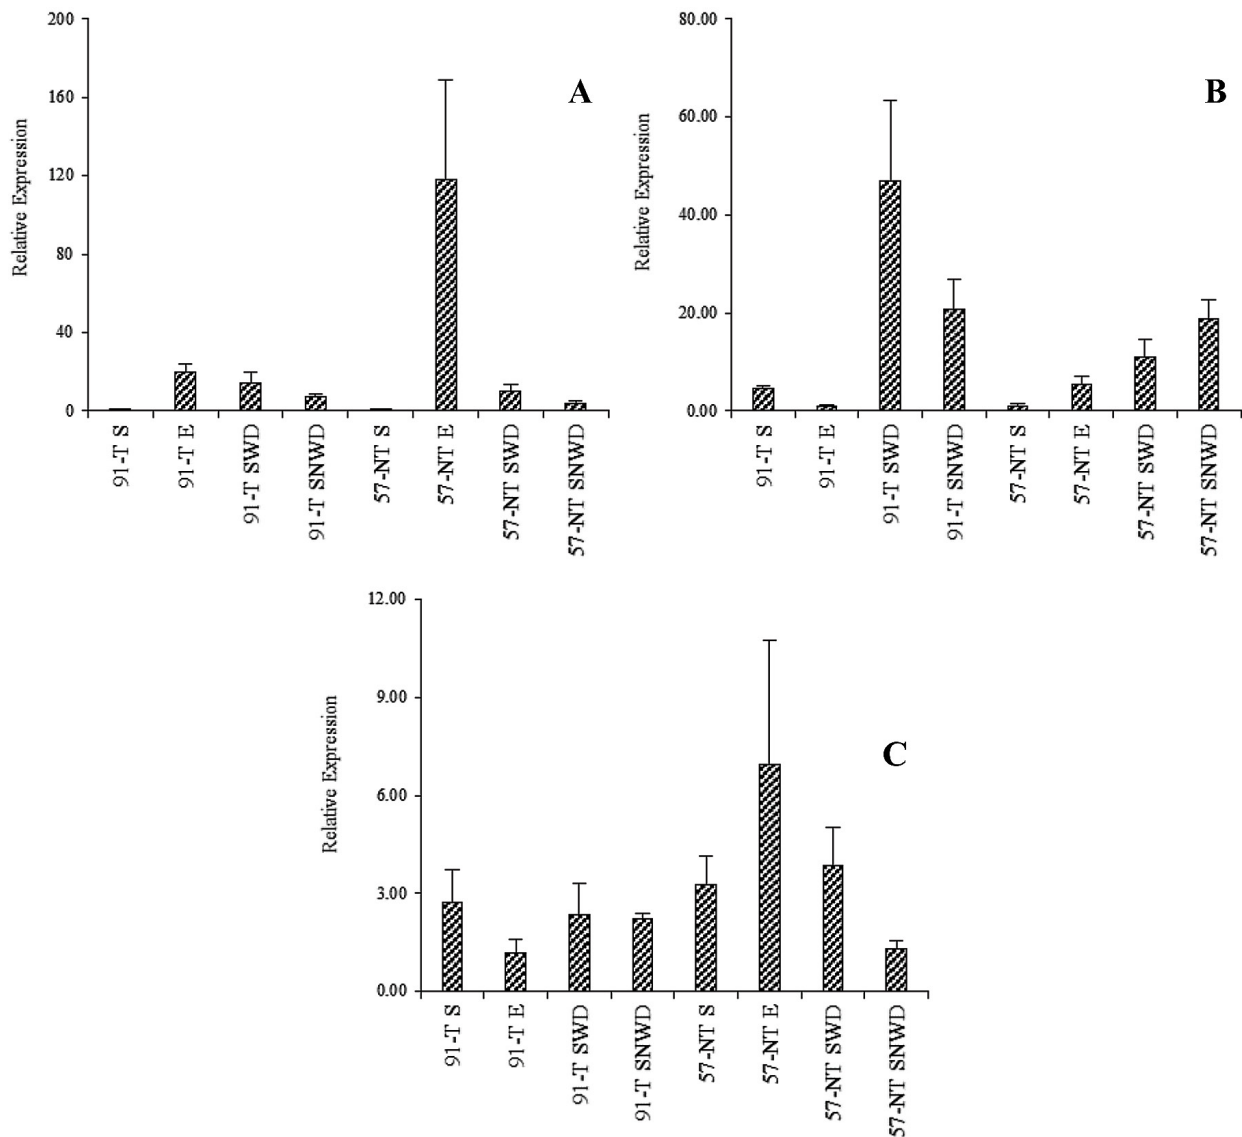 200
160
120
80
40
0
Relative Expression
A
91-T S
91-T E
91-T SWD
91-T SNWD
57-NT S
57-NT E
57-NT SWD
57-NT SNWD
80.00
60.00
40.00
20.00
0.00
Relative Expression
B
91-T S
91-T E
91-T SWD
91-T SNWD
57-NT S
57-NT E
57-NT SWD
57-NT SNWD
12.00
9.00
6.00
3.00
0.00
Relative Expression
C
91-T S
91-T E
91-T SWD
91-T SNWD
57-NT S
57-NT E
57-NT SWD
57-NT SNWD